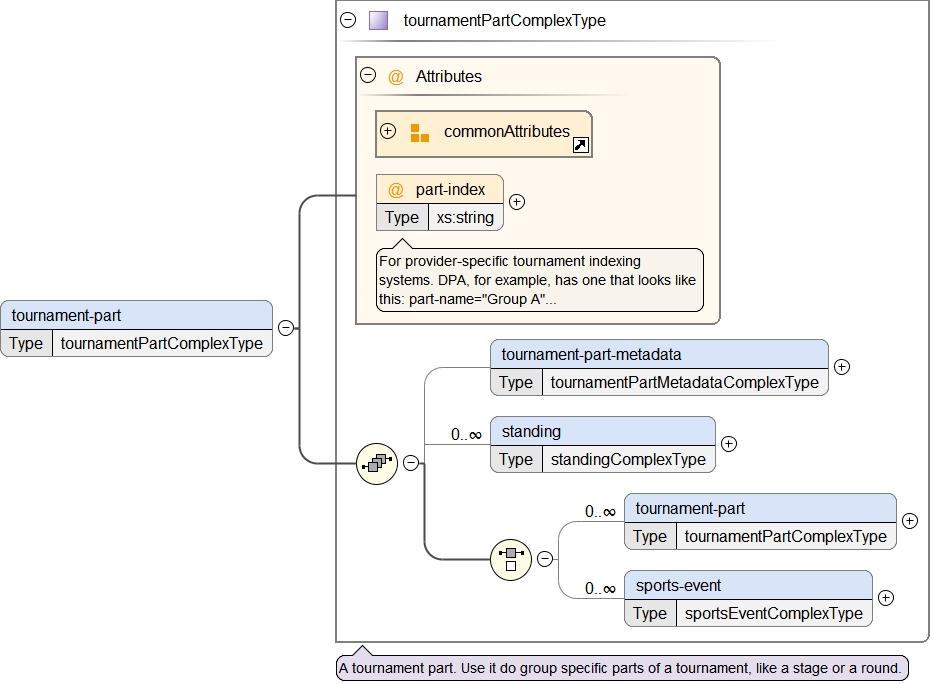 tournamentPartComplexType
@ Attributes
commonAttributes
@ part-index
Type xs:string
For provider-specific tournament indexing
systems. DPA, for example, has one that looks like
this: part-name="Group A"...
tournament-part
Type tournamentPartComplexType
tournament-part-metadata
Type tournamentPartMetadataComplexType
0..∞
standing
Type standingComplexType
0..∞
tournament-part
Type tournamentPartComplexType
0..∞
sports-event
Type sportsEventComplexType
A tournament part. Use it do group specific parts of a tournament, like a stage or a round.